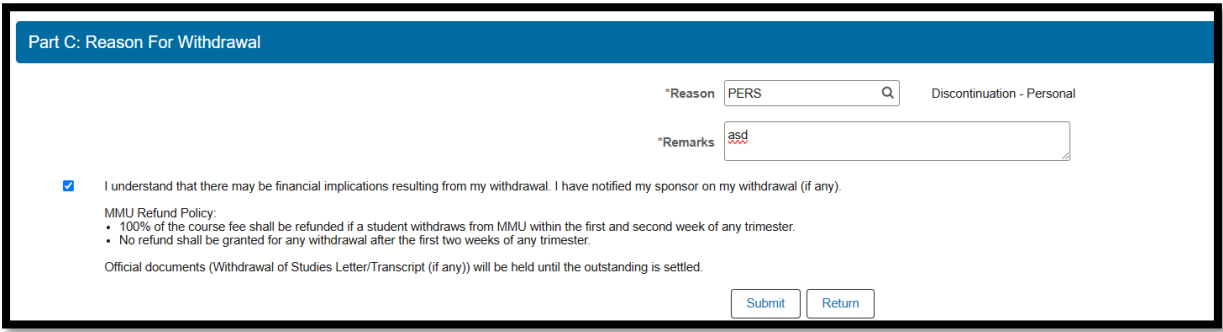 Part C: Reason For Withdrawal
*Reason PERS Discontinuation - Personal
*Remarks asd
I understand that there may be financial implications resulting from my withdrawal. I have notified my sponsor on my withdrawal (if any).
MMU Refund Policy:
• 100% of the course fee shall be refunded if a student withdraws from MMU within the first and second week of any trimester.
• No refund shall be granted for any withdrawal after the first two weeks of any trimester.
Official documents (Withdrawal of Studies Letter/Transcript (if any)) will be held until the outstanding is settled.
Submit Return